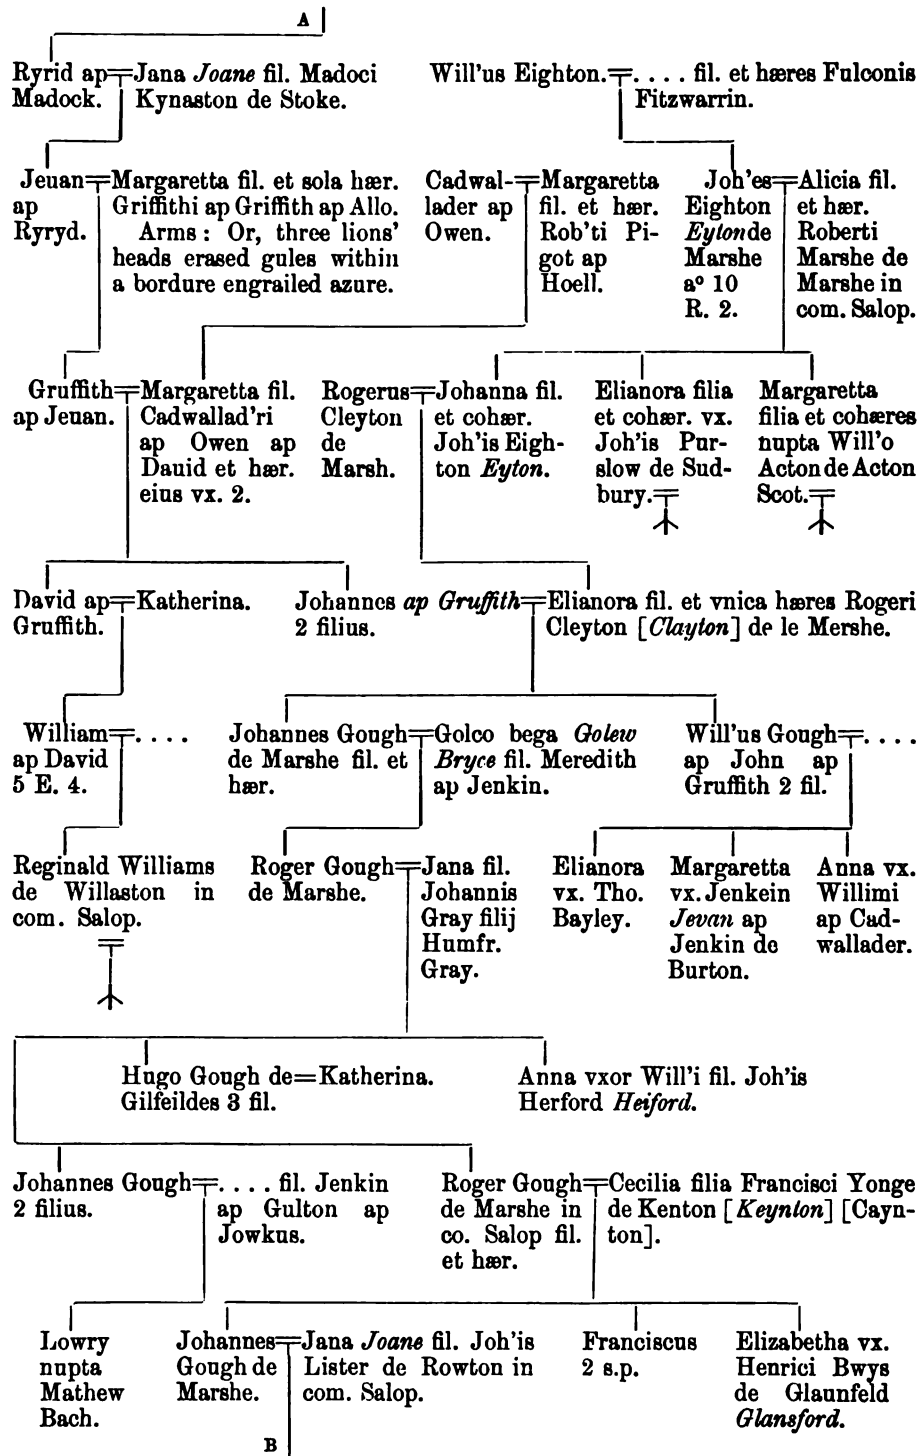 A
Ryrid ap Madock.
Jana Joane fil. Madoci
Kynaston de Stoke.
Will'us Eighton.
. . . . fil. et hæres Fulconis
Fitzwarrin.
Jeuan
ap
Ryryd.
Margaretta fil. et sola hær.
Griffithi ap Griffith ap Allo.
Arms : Or, three lions'
heads erased gules within
a bordure engrailed azure.
Cadwal-
lader ap
Owen.
Margaretta
fil. et hær.
Rob'ti Pi-
got ap
Hoell.
Joh'es
Eighton
Eyton de
Marshe
aº 10
R. 2.
Alicia fil.
et hær.
Roberti
Marshe de
Marshe in
com. Salop.
Gruffith
ap Jeuan.
Margaretta fil.
Cadwallad'ri
ap Owen ap
Dauid et hær.
eius vx. 2.
Rogerus
Cleyton
de
Marsh.
Johanna fil.
et cohær.
Joh'is Eigh-
ton Eyton.
Elianora filia
et cohær. vx.
Joh'is Pur-
slow de Sud-
bury.
Margaretta
filia et cohæres
nupta Will'o
Acton de Acton
Scot.
David ap
Gruffith.
Katherina.
Johannes ap Gruffith
2 filius.
Elianora fil. et vnica hæres Rogeri
Cleyton [Clayton] de le Mershe.
William
ap David
5 E. 4.
. . . .
Johannes Gough
de Marshe fil. et
hær.
Golco bega Golew
Bryce fil. Meredith
ap Jenkin.
Will'us Gough
ap John ap
Gruffith 2 fil.
. . . .
Reginald Williams
de Willaston in
com. Salop.
Roger Gough
de Marshe.
Jana fil.
Johannis
Gray filij
Humfr.
Gray.
Elianora
vx. Tho.
Bayley.
Margaretta
vx. Jenkein
Jevan ap
Jenkin de
Burton.
Anna vx.
Willimi
ap Cad-
wallader.
Hugo Gough de
Gilfeildes 3 fil.
Katherina.
Anna vxor Will'i fil. Joh'is
Herford Heiford.
Johannes Gough
2 filius.
. . . . fil. Jenkin
ap Gulton ap
Jowkus.
Roger Gough
de Marshe in
co. Salop fil.
et hær.
Cecilia filia Francisci Yonge
de Kenton [Keynton] [Cayn-
ton].
Lowry
nupta
Mathew
Bach.
Johannes
Gough de
Marshe.
Jana Joane fil. Joh'is
Lister de Rowton in
com. Salop.
Franciscus
2 s.p.
Elizabetha vx.
Henrici Bwys
de Glaunfeld
Glansford.
B